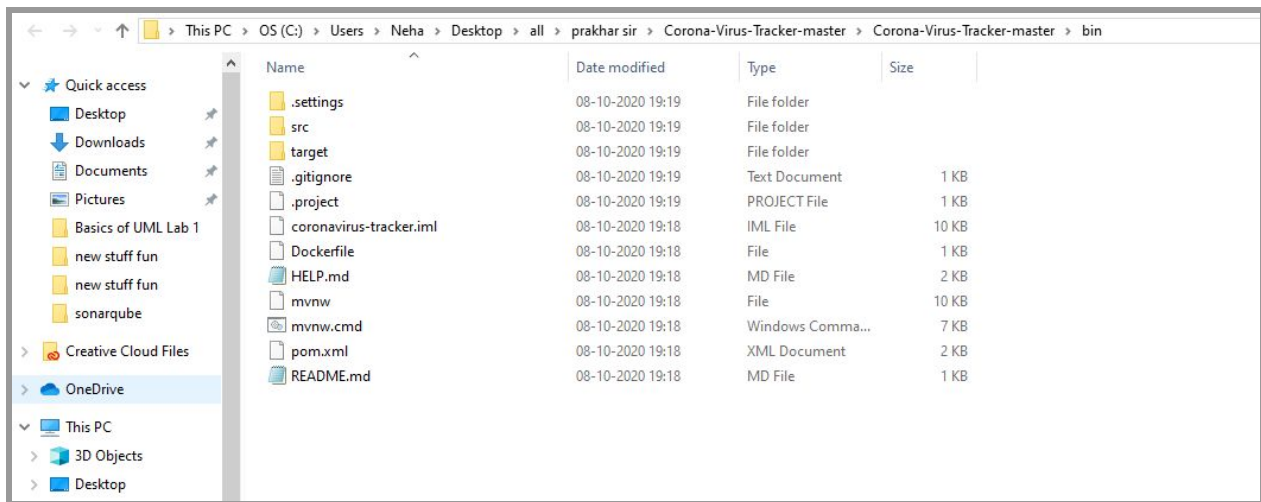 This PC > OS (C:) > Users > Neha > Desktop > all > prakhar sir > Corona-Virus-Tracker-master > Corona-Virus-Tracker-master > bin
Quick access
Desktop
Downloads
Documents
Pictures
Basics of UML Lab 1
new stuff fun
new stuff fun
sonarqube
Creative Cloud Files
OneDrive
This PC
3D Objects
Desktop
Name Date modified Type Size
.settings 08-10-2020 19:19 File folder
src 08-10-2020 19:19 File folder
target 08-10-2020 19:19 File folder
.gitignore 08-10-2020 19:19 Text Document 1 KB
.project 08-10-2020 19:19 PROJECT File 1 KB
coronavirus-tracker.iml 08-10-2020 19:18 IML File 10 KB
Dockerfile 08-10-2020 19:18 File 1 KB
HELP.md 08-10-2020 19:18 MD File 2 KB
mvnw 08-10-2020 19:18 File 10 KB
mvnw.cmd 08-10-2020 19:18 Windows Comma... 7 KB
pom.xml 08-10-2020 19:18 XML Document 2 KB
README.md 08-10-2020 19:18 MD File 1 KB